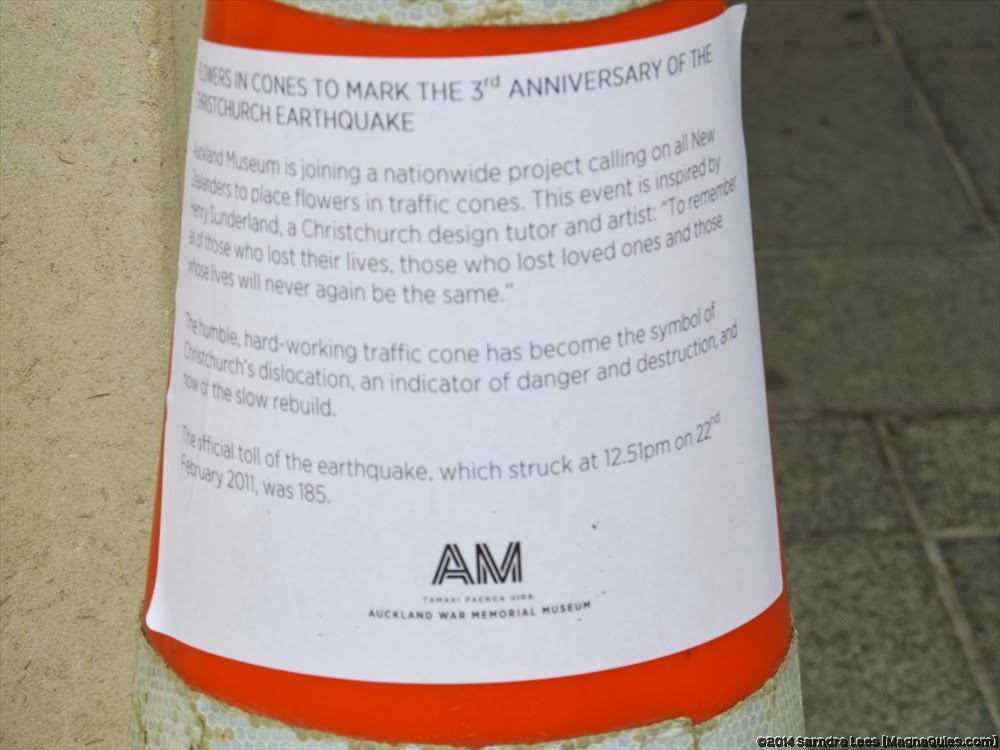 FLOWERS IN CONES TO MARK THE 3rd ANNIVERSARY OF THE
CHRISTCHURCH EARTHQUAKE
Auckland Museum is joining a nationwide project calling on all New
Zealanders to place flowers in traffic cones. This event is inspired by
Henry Sunderland, a Christchurch design tutor and artist: “To remember
all of those who lost their lives, those who lost loved ones and those
whose lives will never again be the same.”
The humble, hard-working traffic cone has become the symbol of
Christchurch’s dislocation, an indicator of danger and destruction, and
now of the slow rebuild.
The official toll of the earthquake, which struck at 12.51pm on 22nd
February 2011, was 185.
AM
TAMAKI PAENGA HIRA
AUCKLAND WAR MEMORIAL MUSEUM
©2014 Sarndra Lees [Magnaquies.com]